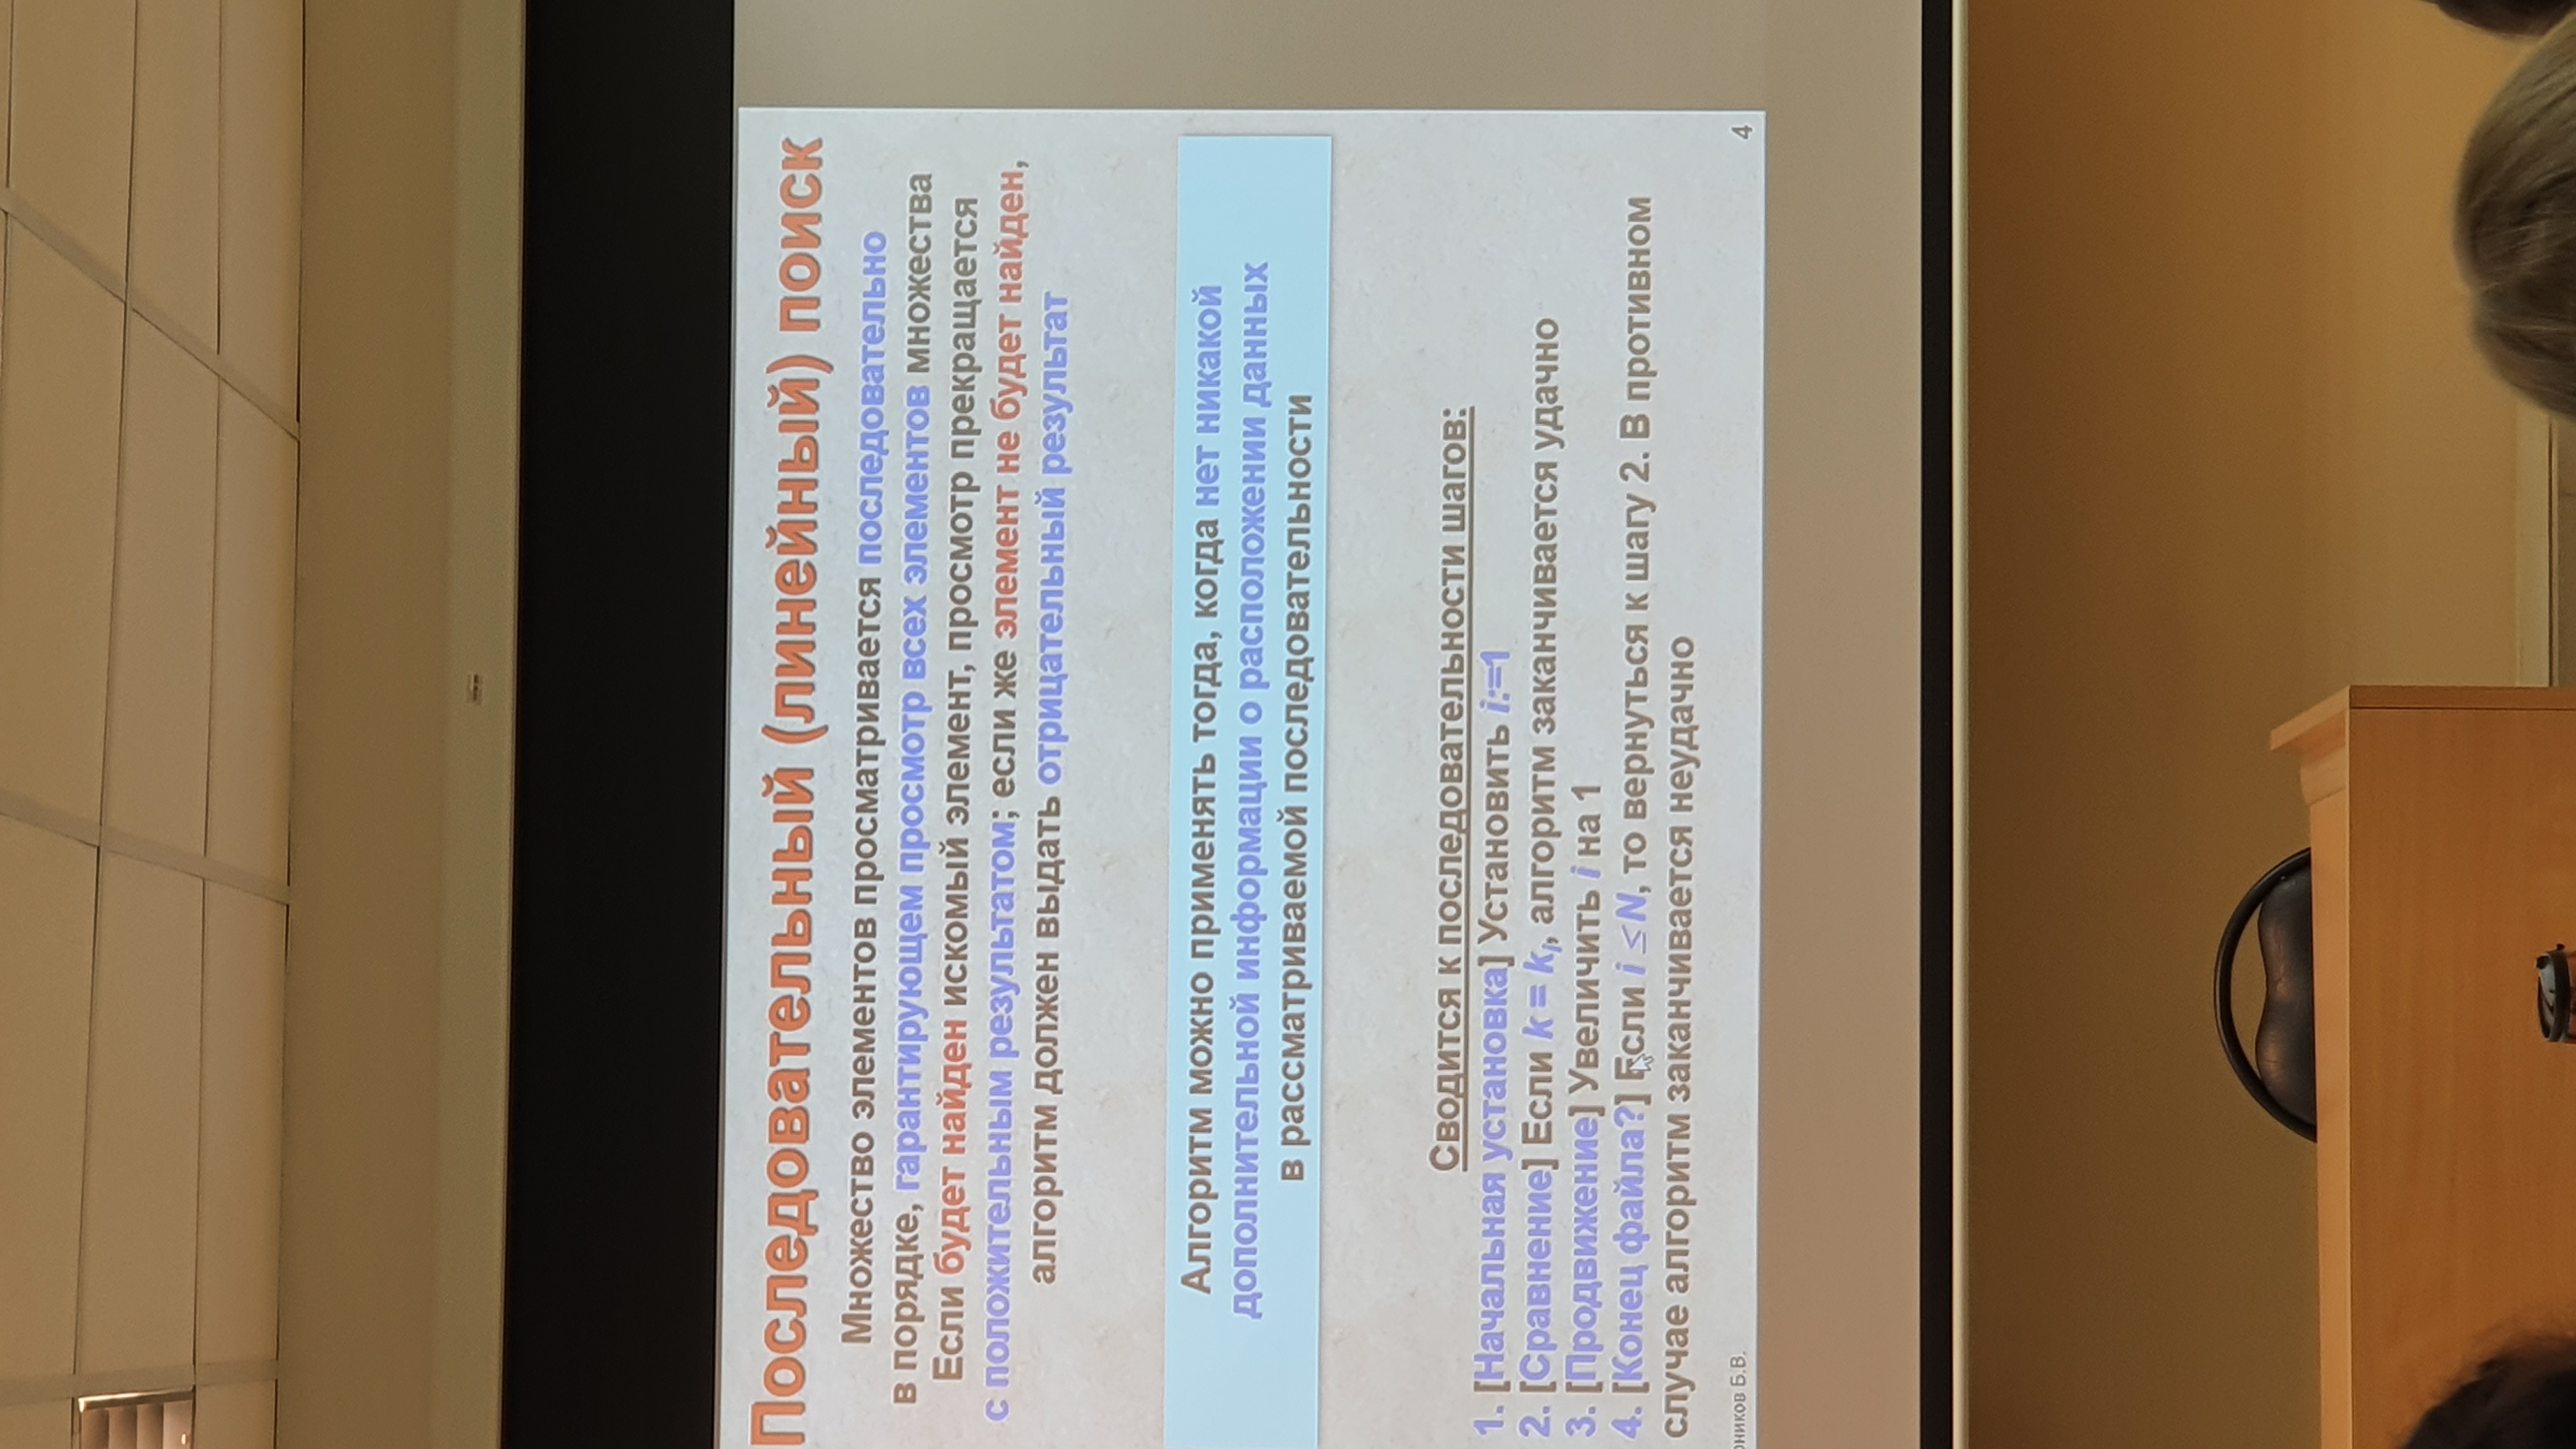 Последовательный (линейный) поиск
Множество элементов просматривается последовательно
в порядке, гарантирующем просмотр всех элементов множества
Если будет найден искомый элемент, просмотр прекращается
с положительным результатом; если же элемент не будет найден,
алгоритм должен выдать отрицательный результат
Алгоритм можно применять тогда, когда нет никакой
дополнительной информации о расположении данных
в рассматриваемой последовательности
Сводится к последовательности шагов:
1. [Начальная установка] Установить i:=1
2. [Сравнение] Если k = kᵢ, алгоритм заканчивается удачно
3. [Продвижение] Увеличить i на 1
4. [Конец файла?] Если i ≤ N, то вернуться к шагу 2. В противном
случае алгоритм заканчивается неудачно
Б.В.
4